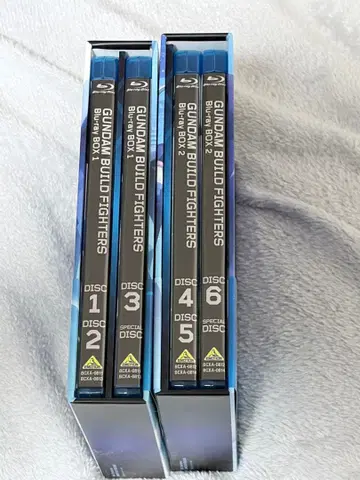 GUNDAM BUILD FIGHTERS
Blu-ray BOX 1
DISC
1
DISC
2
GUNDAM BUILD FIGHTERS
Blu-ray BOX 1
DISC
3
SPECIAL
DISC
GUNDAM BUILD FIGHTERS
Blu-ray BOX 2
DISC
4
DISC
5
GUNDAM BUILD FIGHTERS
Blu-ray BOX 2
DISC
6
SPECIAL
DISC